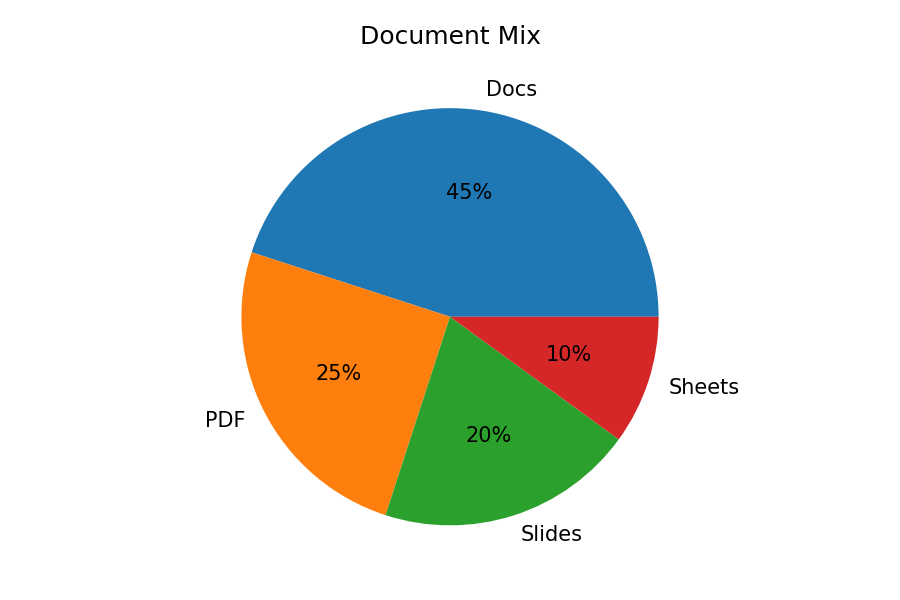 Document Mix
Docs
45%
10%
25%
Sheets
PDF
20%
Slides